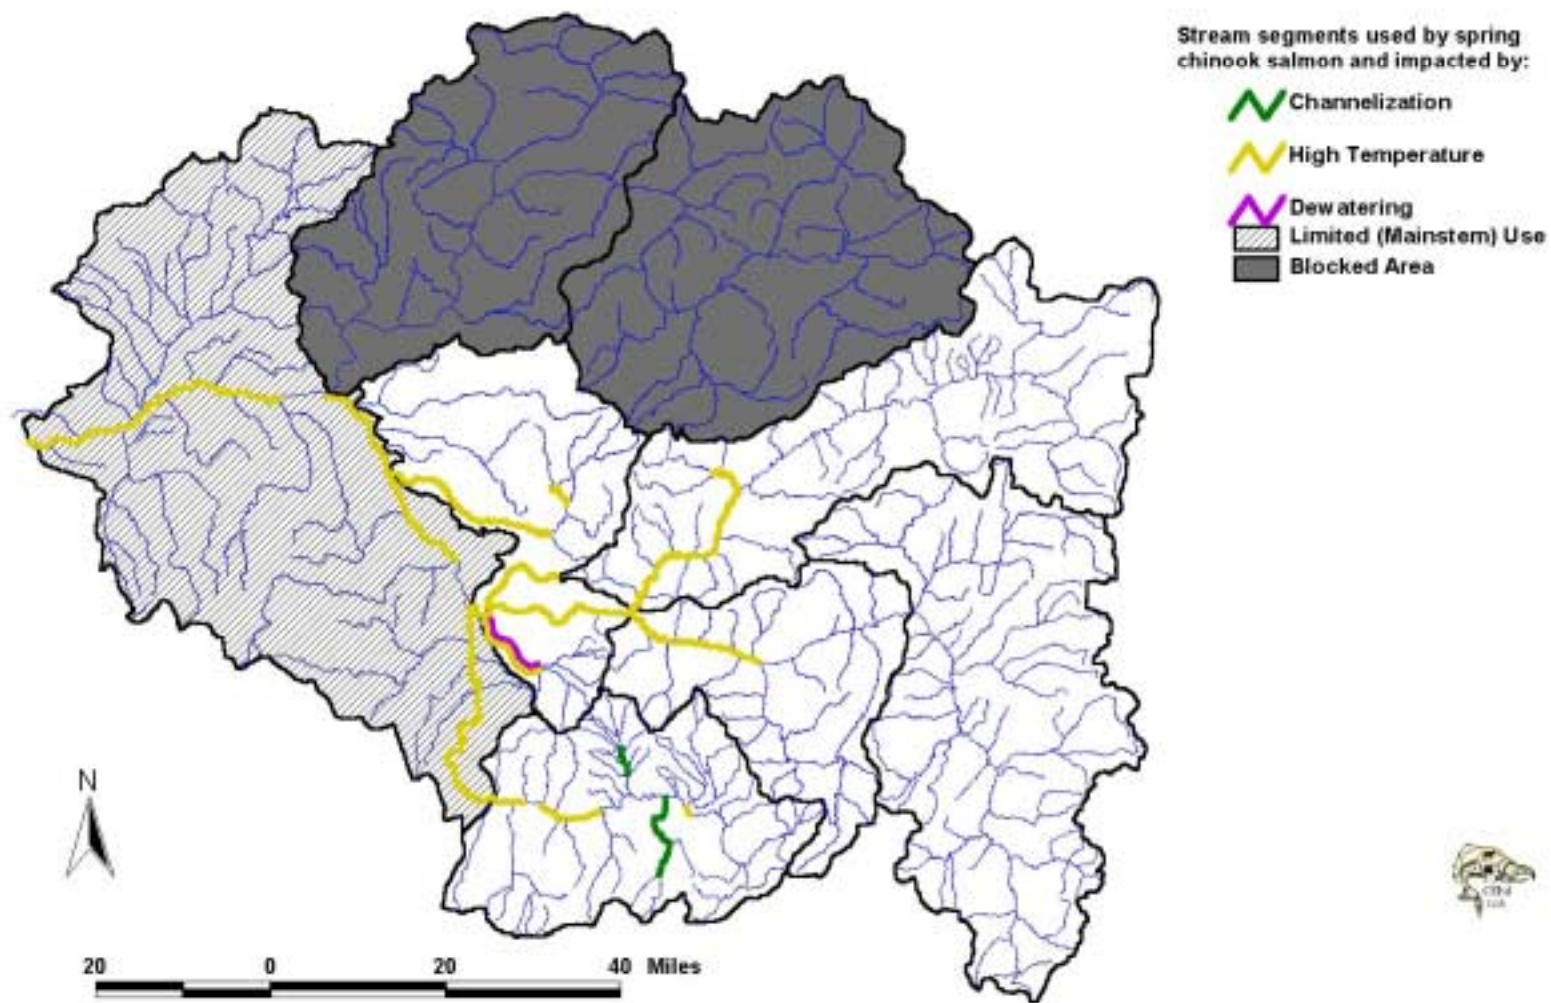 Stream segments used by spring
chinook salmon and impacted by:
Channelization
High Temperature
Dewatering
Limited (Mainstem) Use
Blocked Area
N
20 0 20 40 Miles